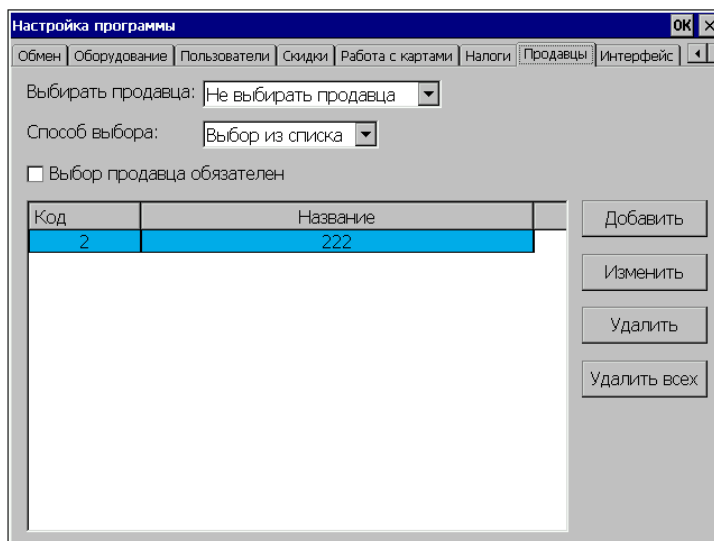 Настройка программы OK ×
Обмен Оборудование Пользователи Скидки Работа с картами Налоги Продавцы Интерфейс
Выбирать продавца: Не выбирать продавца
Способ выбора: Выбор из списка
Выбор продавца обязателен
Код Название
2 222
Добавить
Изменить
Удалить
Удалить всех